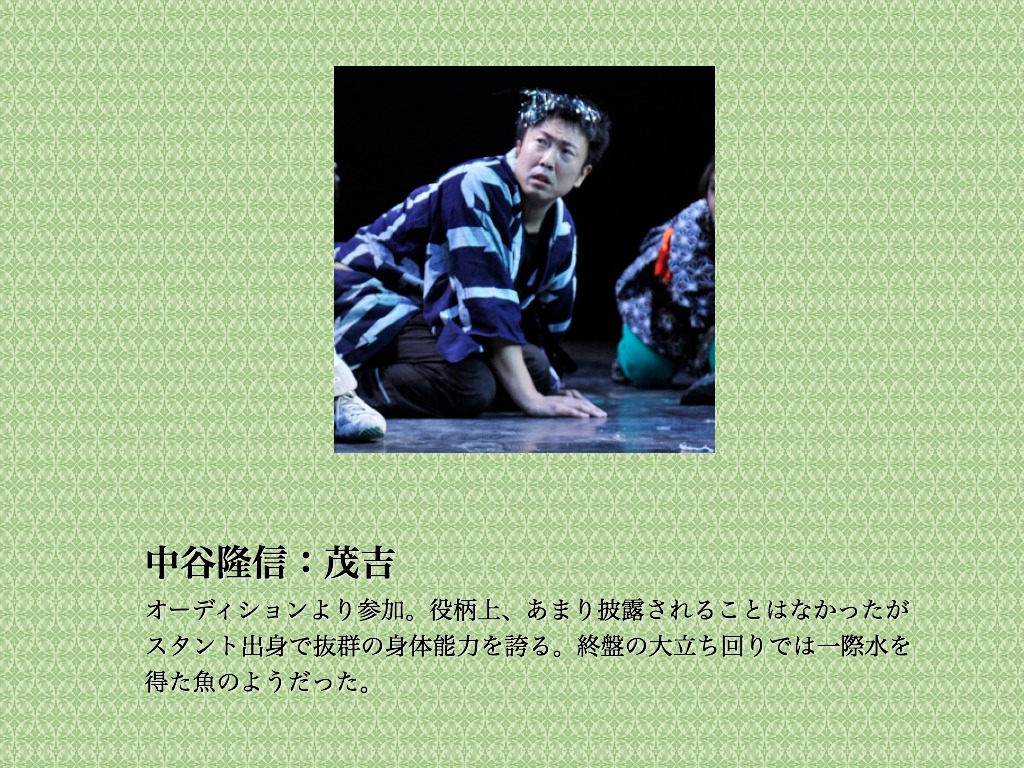 中谷隆信：茂吉
オーディションより参加。役柄上、あまり披露されることはなかったが
スタント出身で抜群の身体能力を誇る。終盤の大立ち回りでは一際水を
得た魚のようだった。